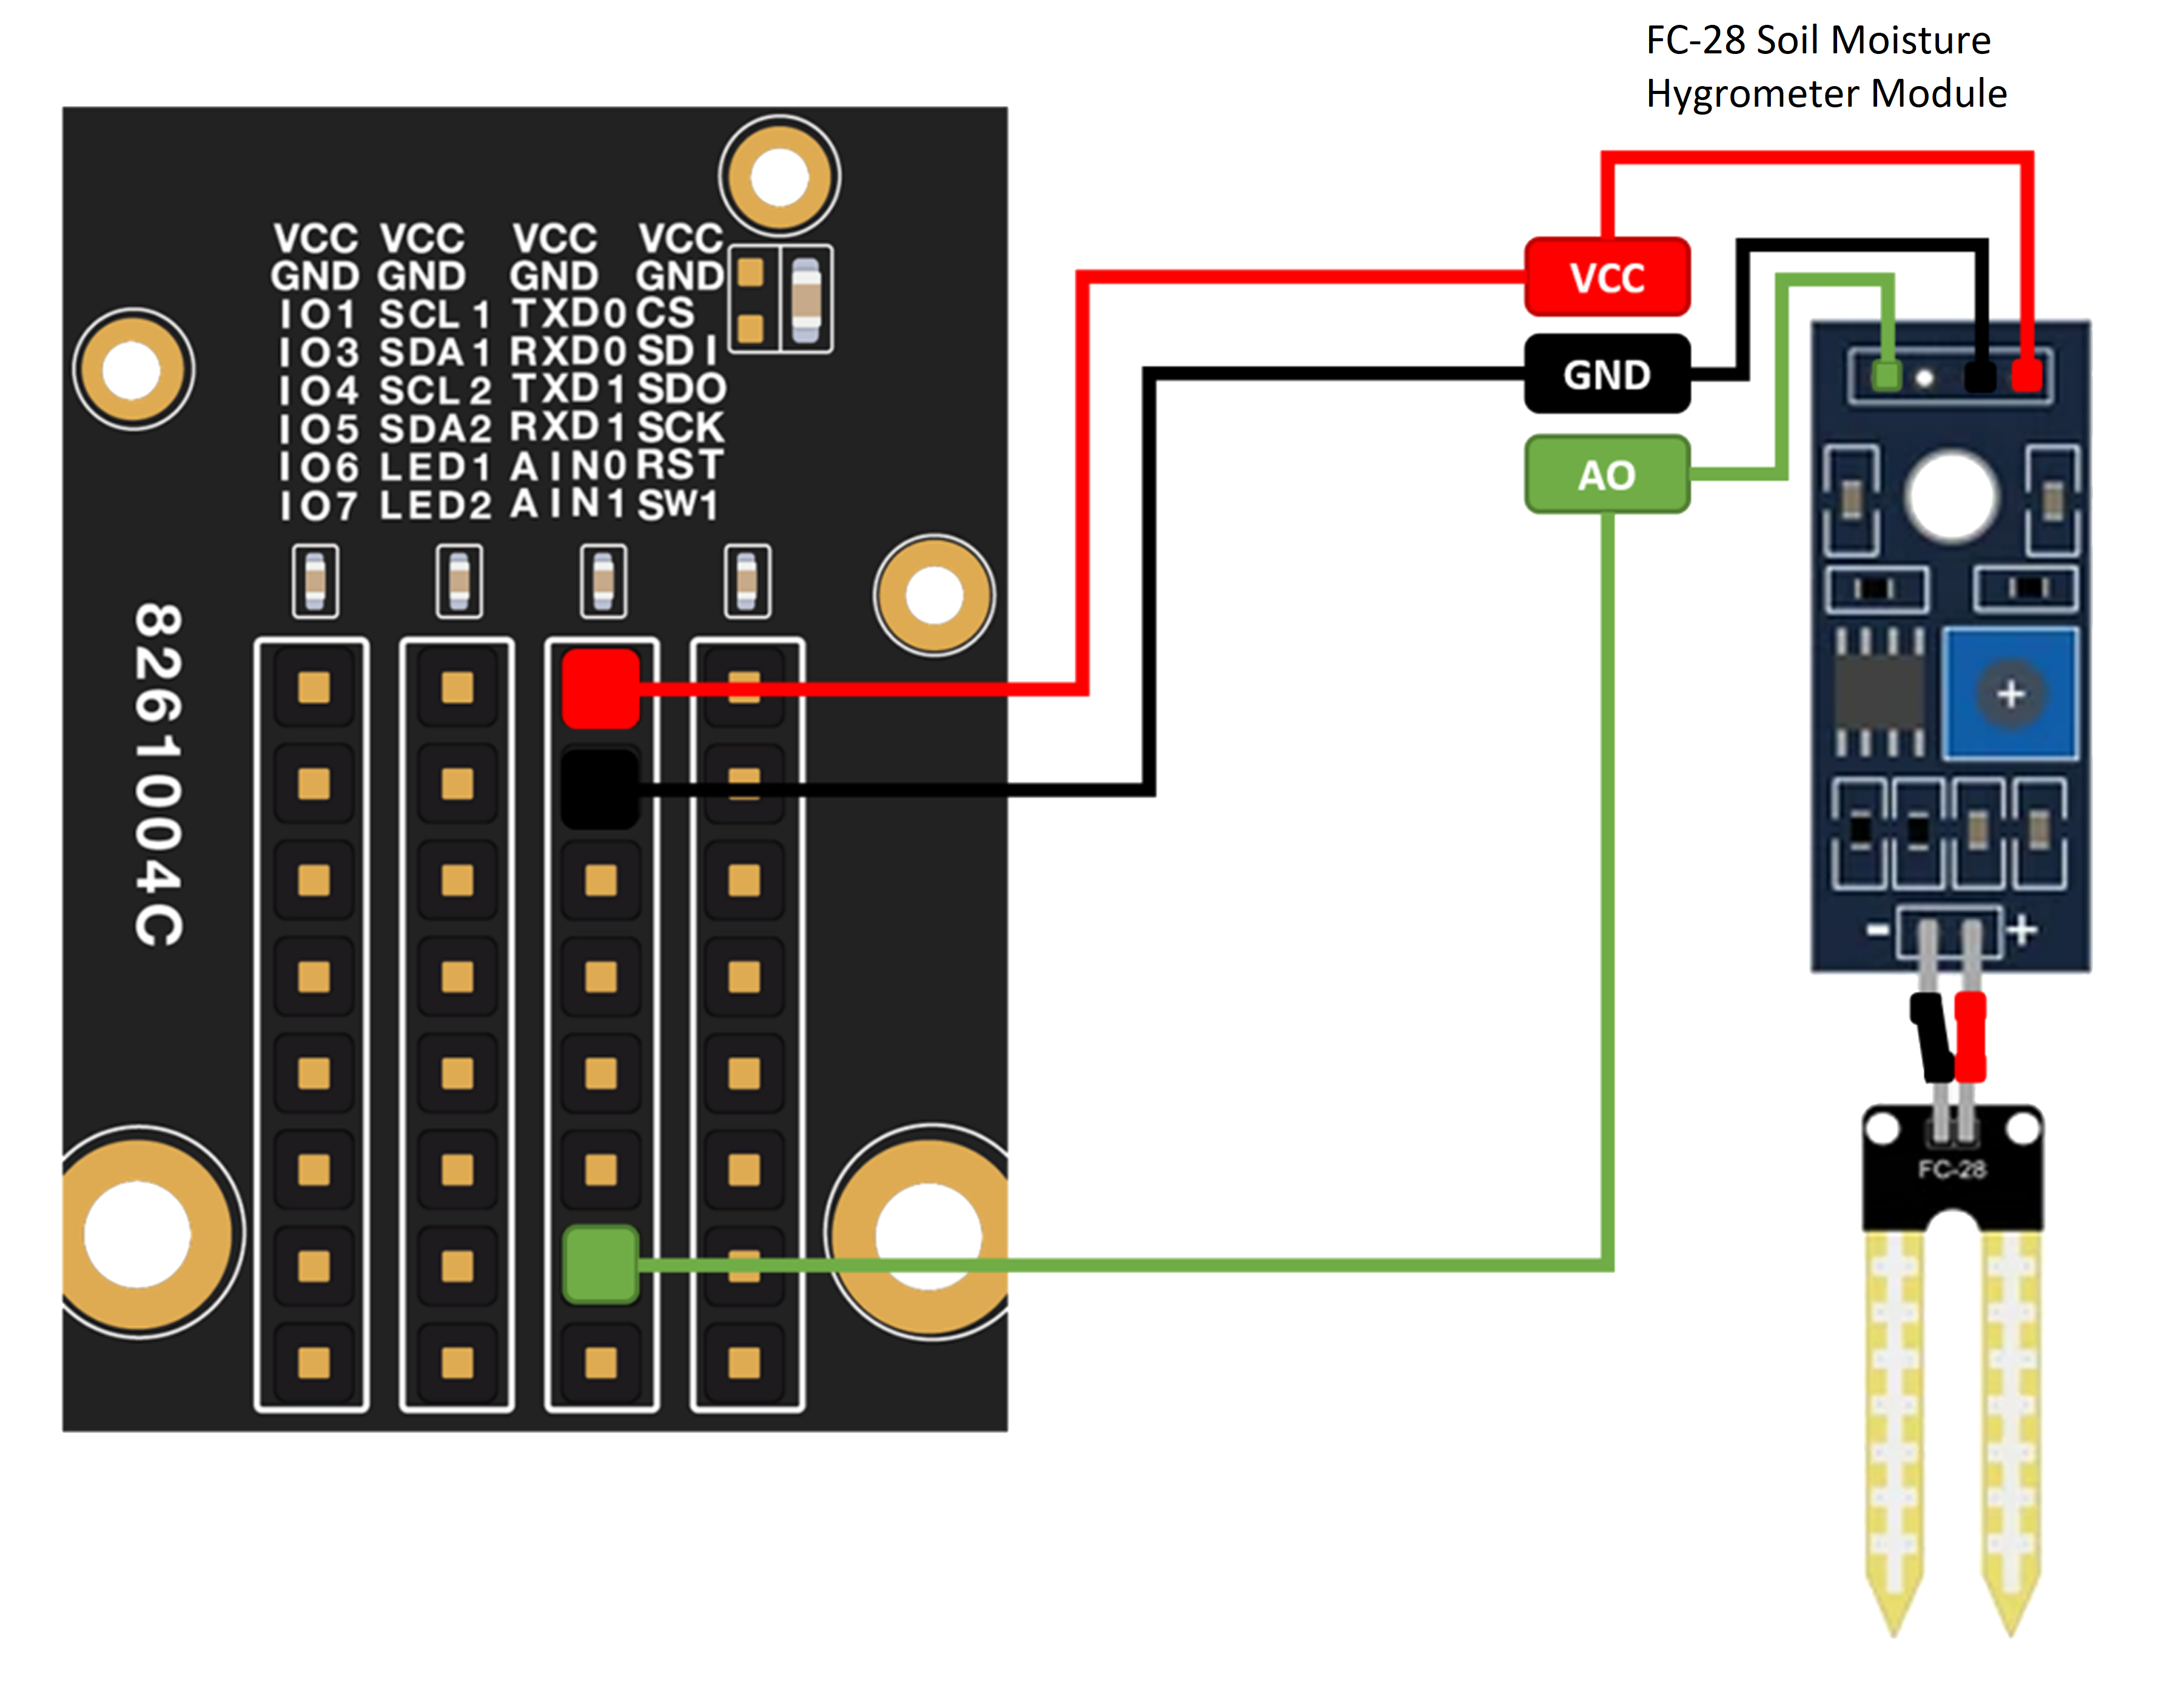 FC-28 Soil Moisture
Hygrometer Module
VCC VCC VCC VCC
GND GND GND GND
IO1 SCL1 TXD0 CS
IO3 SDA1 RXD0 SDI
IO4 SCL2 TXD1 SDO
IO5 SDA2 RXD1 SCK
IO6 LED1 AIN0 RST
IO7 LED2 AIN1 SW1
8261004C
VCC
GND
AO
- +
FC-28